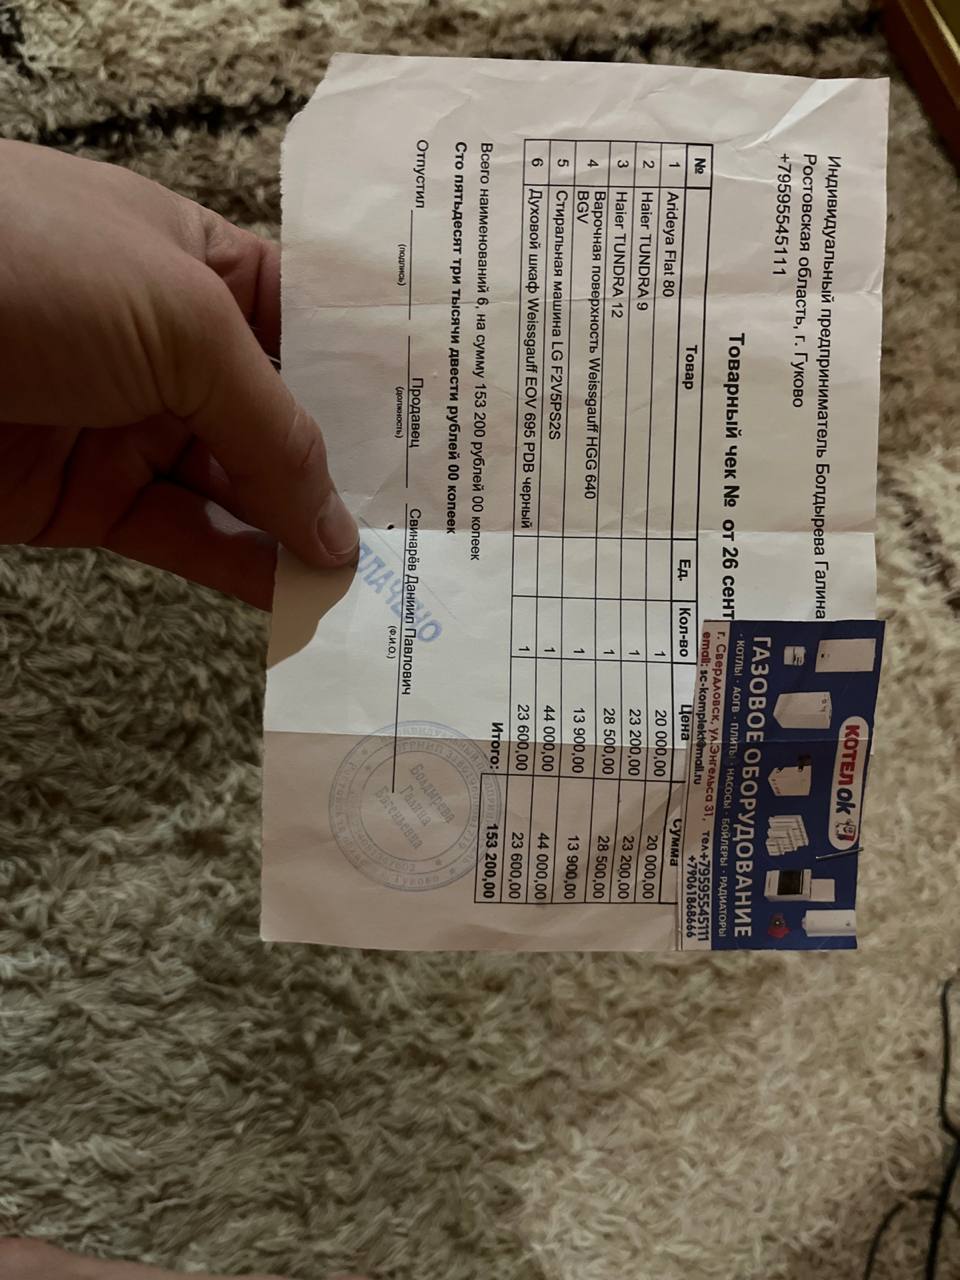 Индивидуальный предприниматель Болдырева Галина
Ростовская область, г. Гуково
+79595545111
КОТЕЛ ок
ГАЗОВОЕ ОБОРУДОВАНИЕ
· КОТЛЫ · АОГВ · ПЛИТЫ · НАСОСЫ · БОЙЛЕРЫ · РАДИАТОРЫ
г. Свердловск, ул.Энгельса 31, тел.+79595545111
email: sc-komplekt@mail.ru +79061868666
Товарный чек № от 26 сент
№ Товар Ед. Кол-во Цена Сумма
1 Arideya Flat 80 1 20 000,00 20 000,00
2 Haier TUNDRA 9 1 23 200,00 23 200,00
3 Haier TUNDRA 12 1 28 500,00 28 500,00
4 Варочная поверхность Weissgauff HGG 640 1 13 900,00 13 900,00
BGV
5 Стиральная машина LG F2V5PS2S 1 44 000,00 44 000,00
6 Духовой шкаф Weissgauff EOV 695 PDB черный 1 23 600,00 23 600,00
Итого: 153 200,00
Всего наименований 6, на сумму 153 200 рублей 00 копеек
Сто пятьдесят три тысячи двести рублей 00 копеек
Отпустил Продавец Свинарёв Даниил Павлович
(подпись) (должность) (Ф.И.О.)
ПЛАЧЕНО
Болдырева
Галина
Евгеньевна